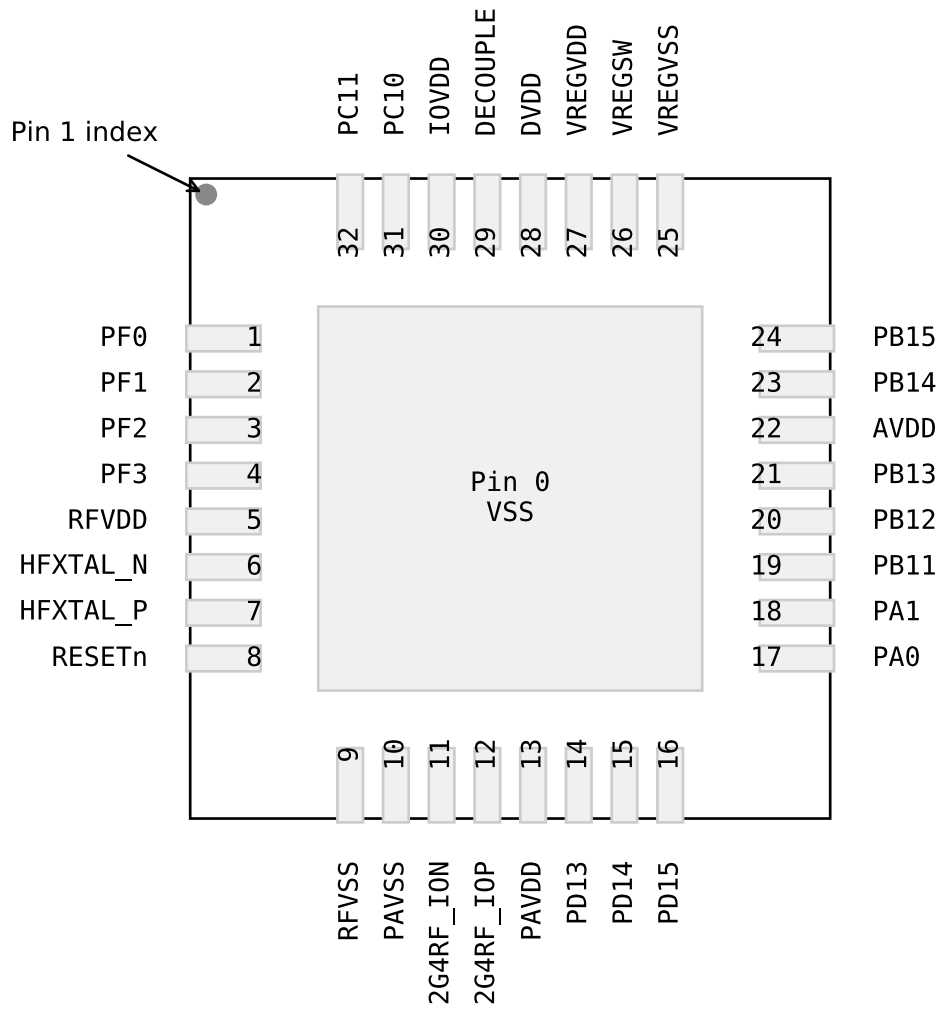 PC11
PC10
IOVDD
DECOUPLE
DVDD
VREGVDD
VREGSW
VREGVSS
Pin 1 index
32
31
30
29
28
27
26
25
PF0 1
PF1 2
PF2 3
PF3 4
RFVDD 5
HFXTAL_N 6
HFXTAL_P 7
RESETn 8
Pin 0
VSS
24 PB15
23 PB14
22 AVDD
21 PB13
20 PB12
19 PB11
18 PA1
17 PA0
9
10
11
12
13
14
15
16
RFVSS
PAVSS
2G4RF_ION
2G4RF_IOP
PAVDD
PD13
PD14
PD15